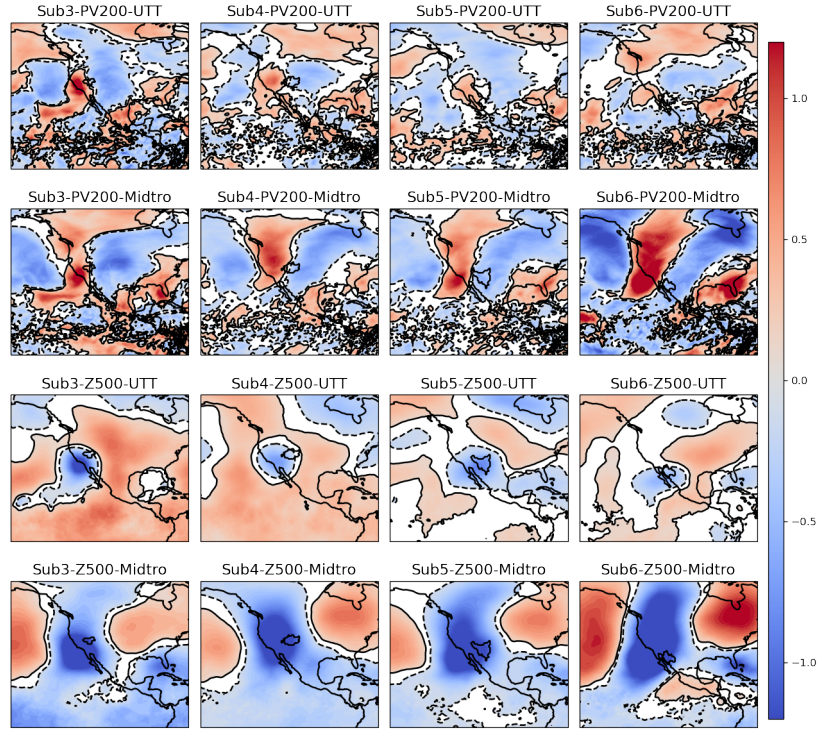 Sub3-PV200-UTT Sub4-PV200-UTT Sub5-PV200-UTT Sub6-PV200-UTT
Sub3-PV200-Midtro Sub4-PV200-Midtro Sub5-PV200-Midtro Sub6-PV200-Midtro
Sub3-Z500-UTT Sub4-Z500-UTT Sub5-Z500-UTT Sub6-Z500-UTT
Sub3-Z500-Midtro Sub4-Z500-Midtro Sub5-Z500-Midtro Sub6-Z500-Midtro
1.0
0.5
0.0
−0.5
−1.0